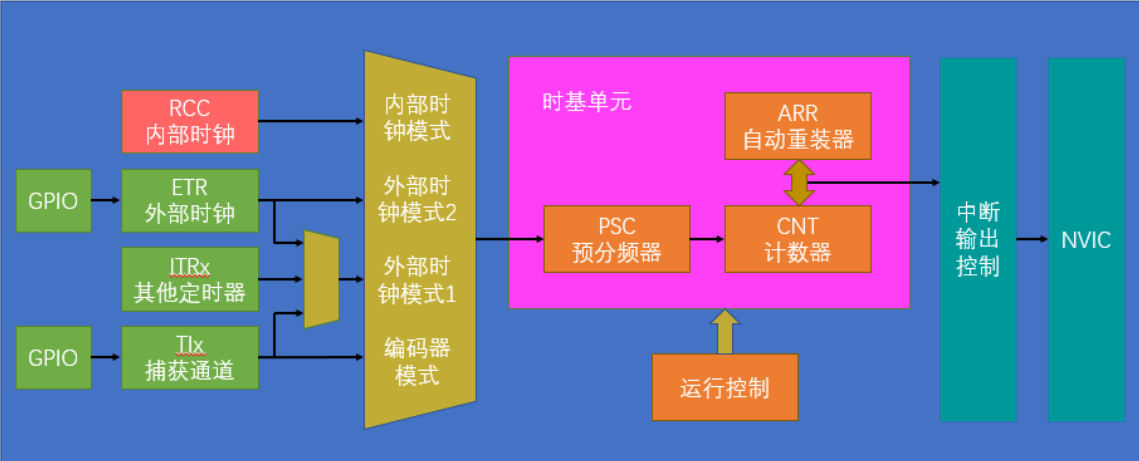 RCC
内部时钟
GPIO
ETR
外部时钟
ITRx
其他定时器
GPIO
TIx
捕获通道
内部时
钟模式
外部时
钟模式2
外部时
钟模式1
编码器
模式
时基单元
ARR
自动重装器
PSC
预分频器
CNT
计数器
运行控制
中断
输出
控制
NVIC